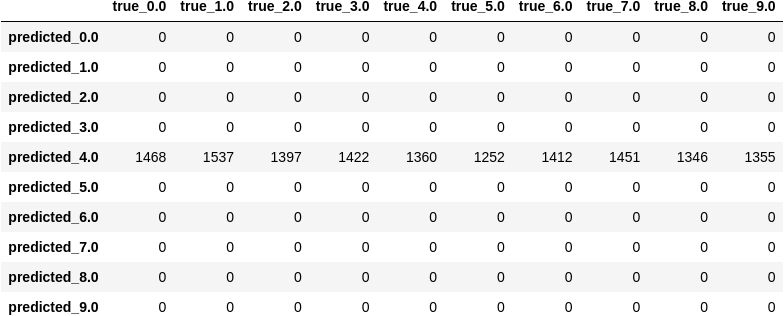 true_0.0 true_1.0 true_2.0 true_3.0 true_4.0 true_5.0 true_6.0 true_7.0 true_8.0 true_9.0
predicted_0.0 0 0 0 0 0 0 0 0 0 0
predicted_1.0 0 0 0 0 0 0 0 0 0 0
predicted_2.0 0 0 0 0 0 0 0 0 0 0
predicted_3.0 0 0 0 0 0 0 0 0 0 0
predicted_4.0 1468 1537 1397 1422 1360 1252 1412 1451 1346 1355
predicted_5.0 0 0 0 0 0 0 0 0 0 0
predicted_6.0 0 0 0 0 0 0 0 0 0 0
predicted_7.0 0 0 0 0 0 0 0 0 0 0
predicted_8.0 0 0 0 0 0 0 0 0 0 0
predicted_9.0 0 0 0 0 0 0 0 0 0 0